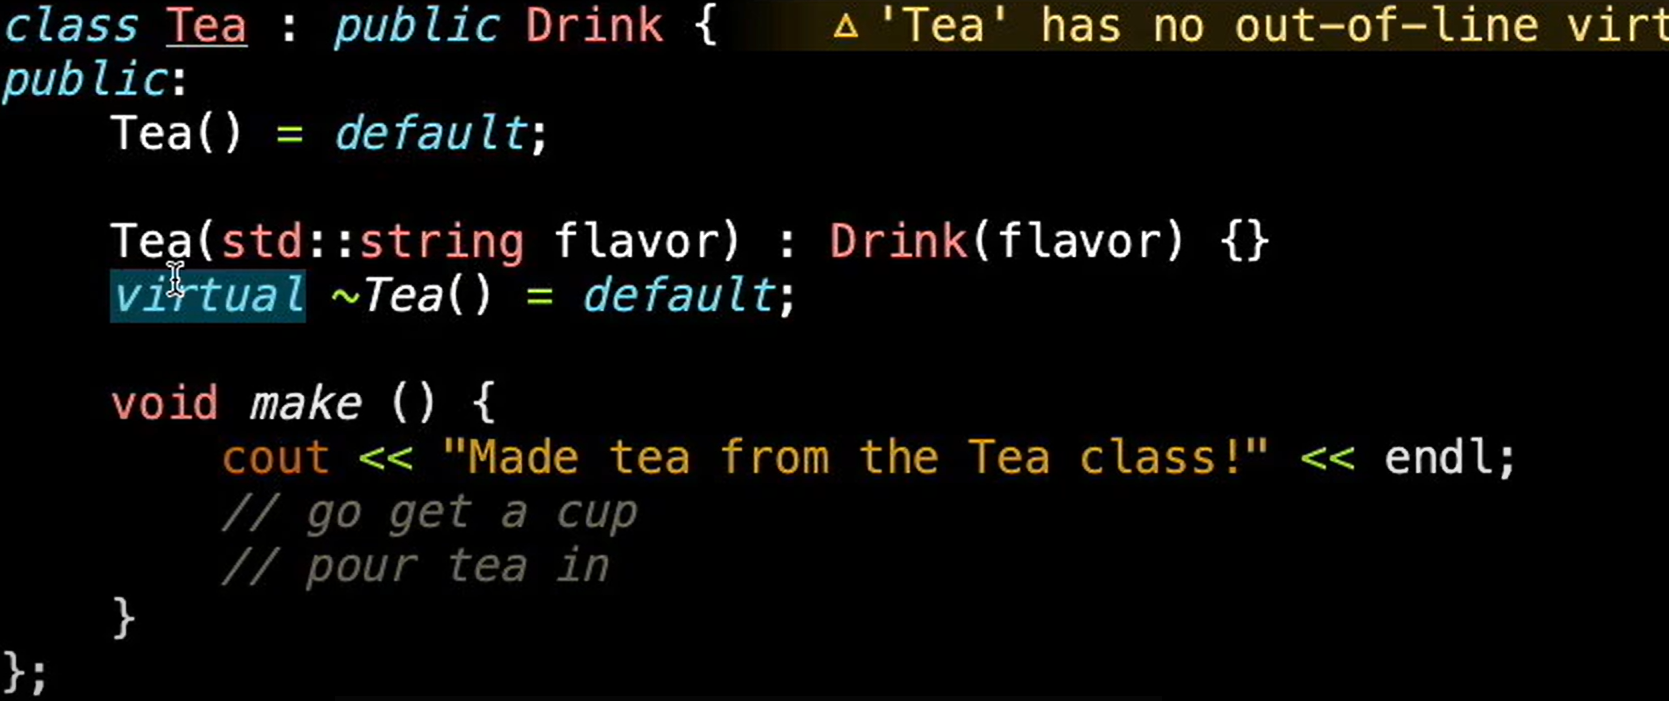 class Tea : public Drink { 'Tea' has no out-of-line
public:
Tea() = default;
Tea(std::string flavor) : Drink(flavor) {}
virtual ~Tea() = default;
void make () {
cout << "Made tea from the Tea class!" << endl;
// go get a cup
// pour tea in
}
};